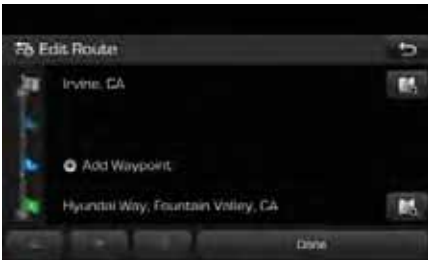 Edit Route
Irvine, CA
Add Waypoint
Hyundai Way, Fountain Valley, CA
Done